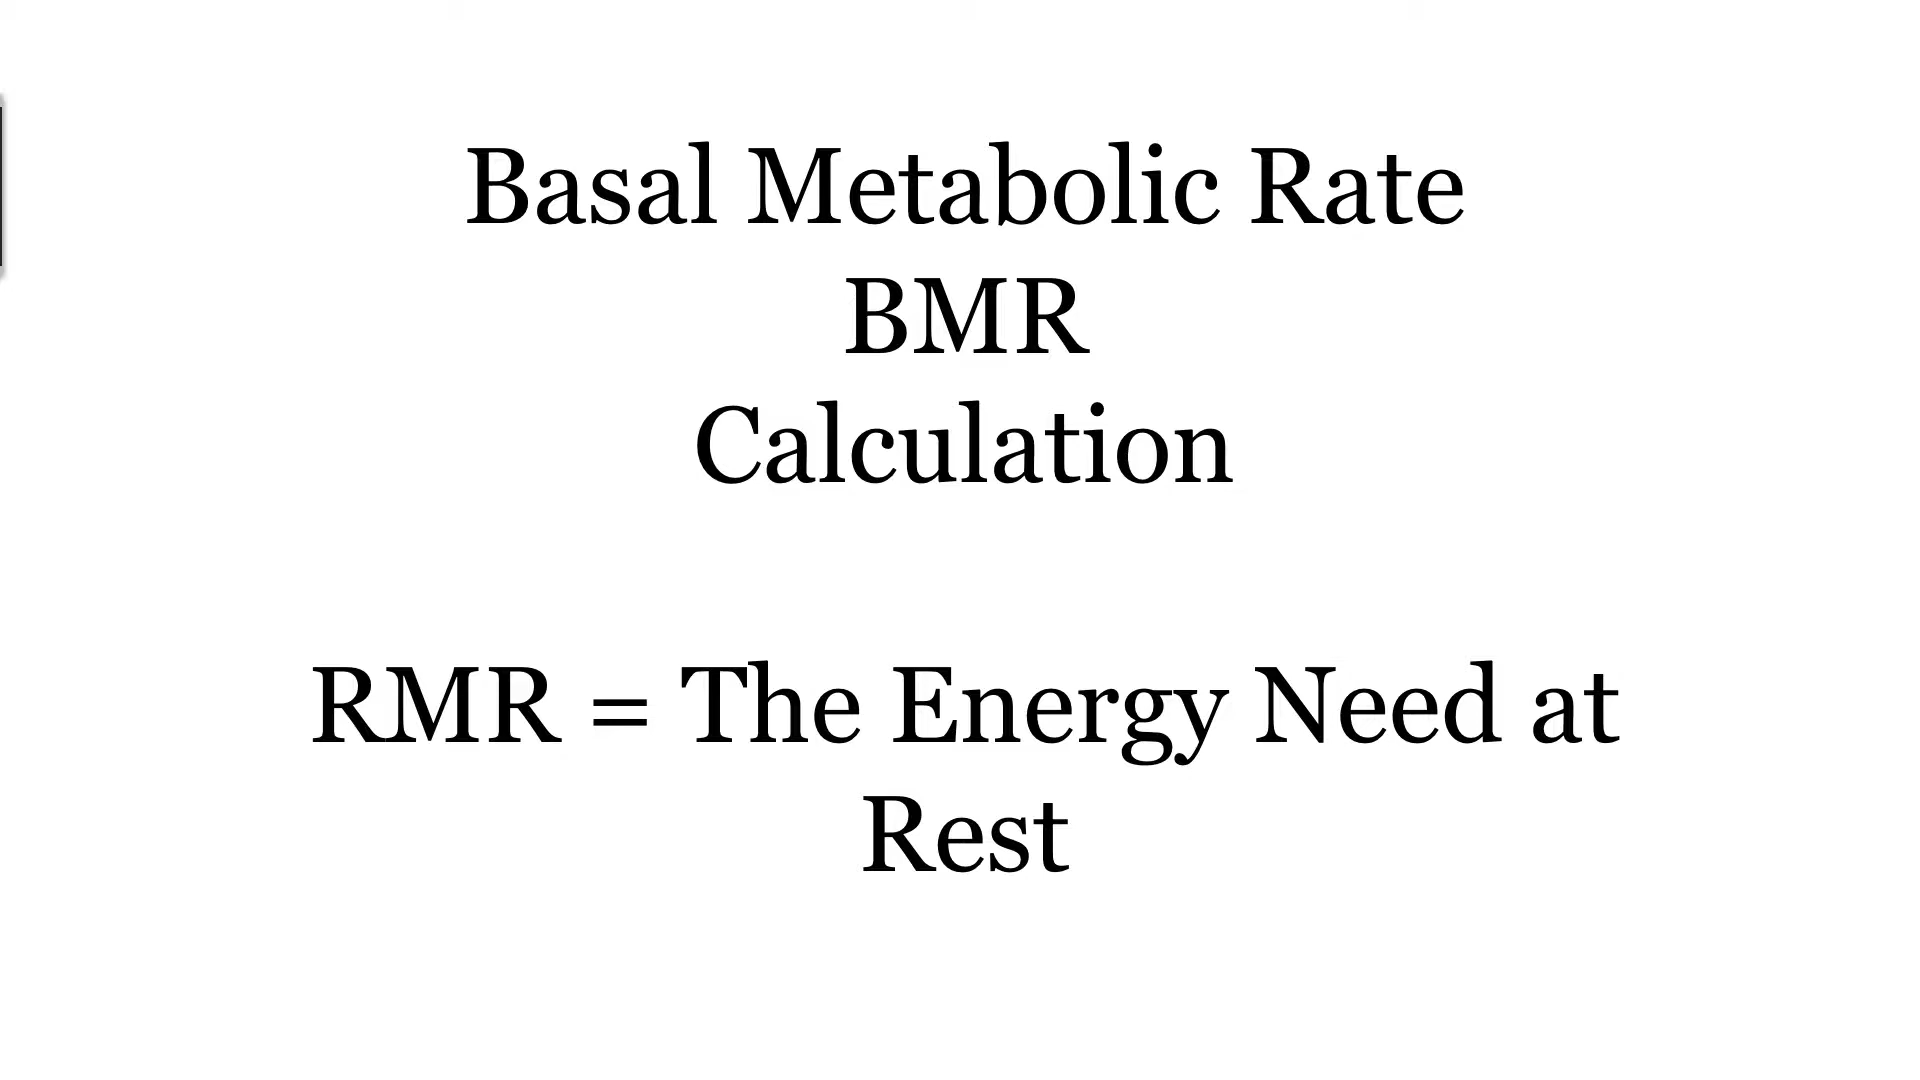 Basal Metabolic Rate
BMR
Calculation
RMR = The Energy Need at
Rest